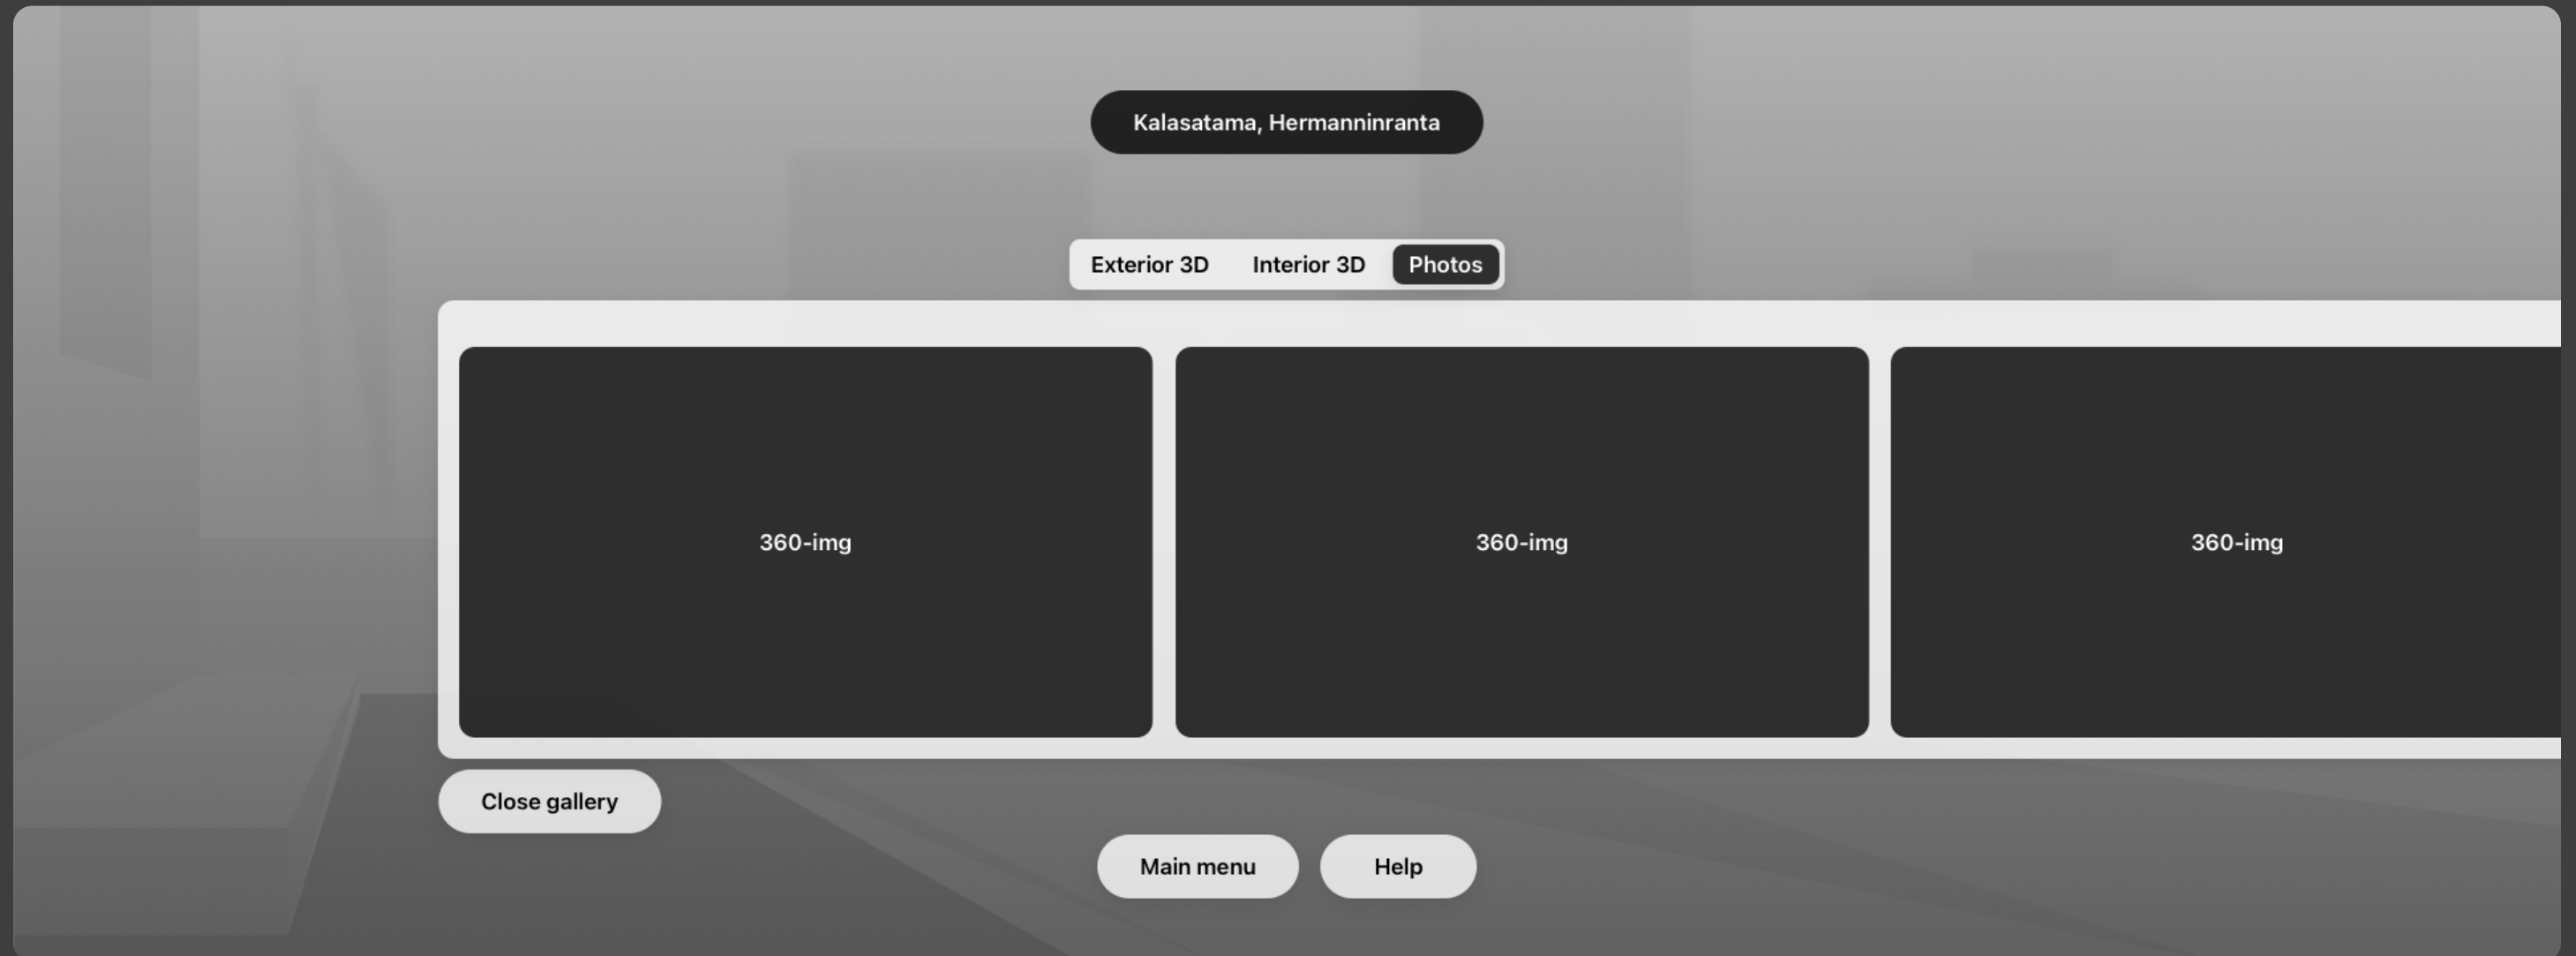 Kalasatama, Hermanninranta
Exterior 3D Interior 3D Photos
360-img 360-img 360-img
Close gallery
Main menu Help